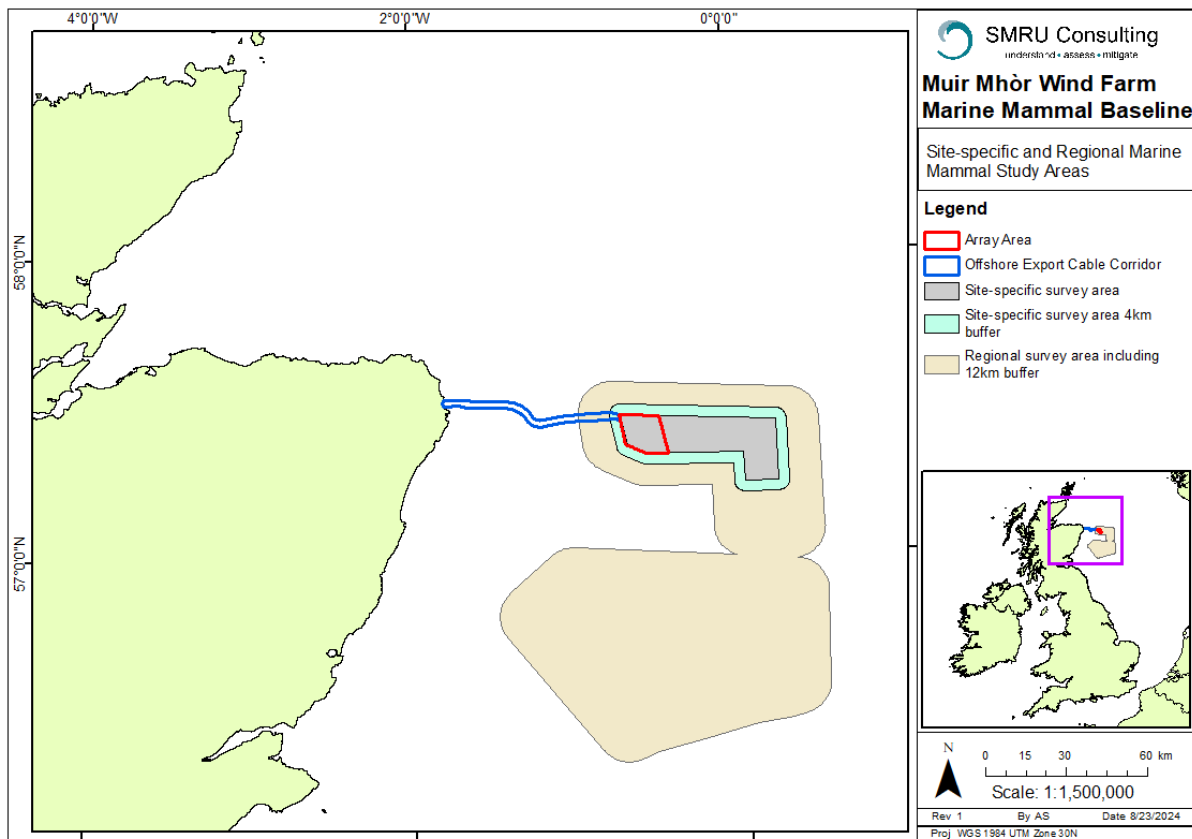 4°0'0"W
2°0'0"W
0°0'0"
58°0'0"N
57°0'0"N
SMRU Consulting
understand • assess • mitigate
Muir Mhòr Wind Farm
Marine Mammal Baseline
Site-specific and Regional Marine
Mammal Study Areas
Legend
Array Area
Offshore Export Cable Corridor
Site-specific survey area
Site-specific survey area 4km
buffer
Regional survey area including
12km buffer
N
0 15 30 60 km
Scale: 1:1,500,000
Rev 1 By AS Date 8/23/2024
Proj WGS 1984 UTM Zone 30N